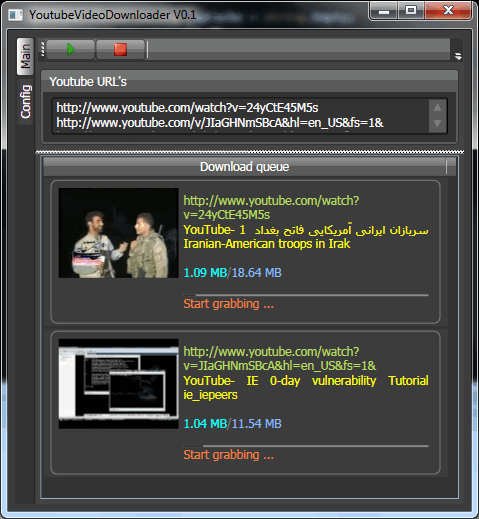 YoutubeVideoDownloader V0.1
Main
Config
Youtube URL's
http://www.youtube.com/watch?v=24yCtE45M5s
http://www.youtube.com/v/JIaGHNmSBcA&hl=en_US&fs=1&
Download queue
http://www.youtube.com/watch?
v=24yCtE45M5s
YouTube- 1 سربازان ایرانی آمریکایی فاتح بغداد
Iranian-American troops in Irak
1.09 MB/18.64 MB
Start grabbing ...
http://www.youtube.com/watch?
v=JIaGHNmSBcA&hl=en_US&fs=1&
YouTube- IE 0-day vulnerability Tutorial
ie_iepeers
1.04 MB/11.54 MB
Start grabbing ...